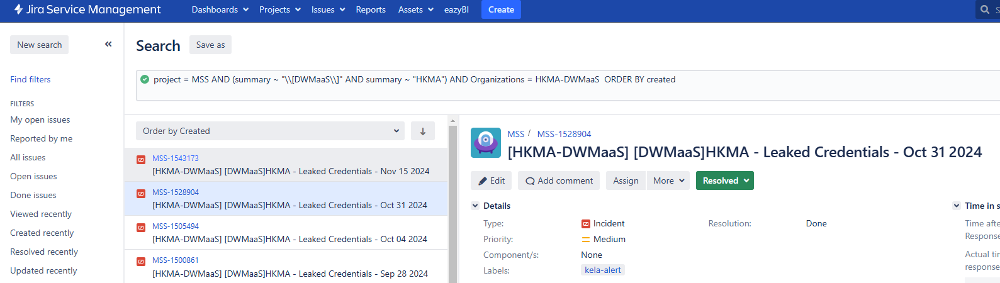 Jira Service Management Dashboards Projects Issues Reports Assets eazyBI Create S
New search
Search Save as
Find filters
project = MSS AND (summary ~ "\\[DWMaaS\\]" AND summary ~ "HKMA") AND Organizations = HKMA-DWMaaS ORDER BY created
FILTERS
My open issues
Reported by me
All issues
Open issues
Done issues
Viewed recently
Created recently
Resolved recently
Updated recently
Order by Created
MSS-1543173
[HKMA-DWMaaS] [DWMaaS]HKMA - Leaked Credentials - Nov 15 2024
MSS-1528904
[HKMA-DWMaaS] [DWMaaS]HKMA - Leaked Credentials - Oct 31 2024
MSS-1505494
[HKMA-DWMaaS] [DWMaaS]HKMA - Leaked Credentials - Oct 04 2024
MSS-1500861
[HKMA-DWMaaS] [DWMaaS]HKMA - Leaked Credentials - Sep 28 2024
MSS / MSS-1528904
[HKMA-DWMaaS] [DWMaaS]HKMA - Leaked Credentials - Oct 31 2024
Edit Add comment Assign More Resolved
Details
Type: Incident Resolution: Done
Priority: Medium
Component/s: None
Labels: kela-alert
Time in s
Time afte
Response
Actual tir
response